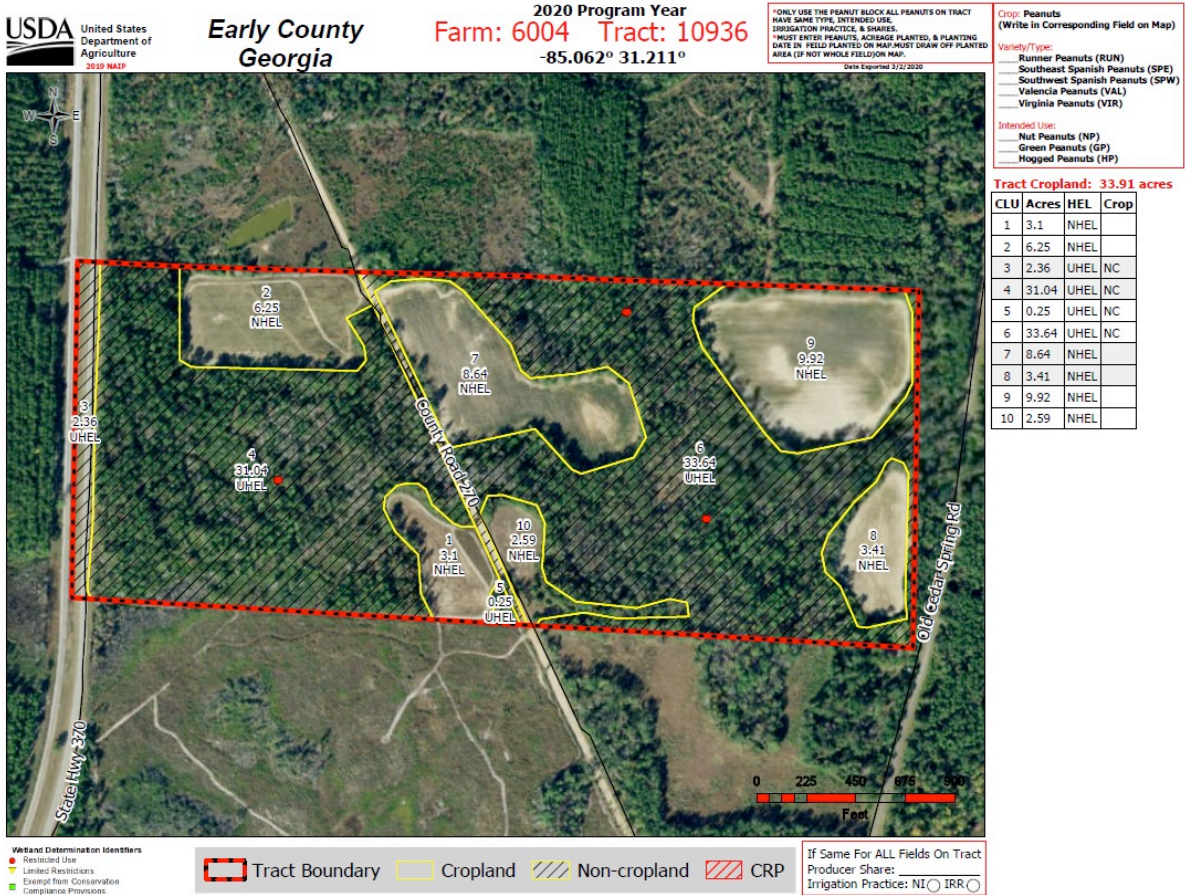 USDA
United States
Department of
Agriculture
2019 NAIP
Early County
Georgia
2020 Program Year
Farm: 6004 Tract: 10936
-85.062° 31.211°
*ONLY USE THE PEANUT BLOCK ALL PEANUTS ON TRACT
HAVE SAME TYPE, INTENDED USE,
IRRIGATION PRACTICE, & SHARES.
*MUST ENTER PEANUTS, ACREAGE PLANTED, & PLANTING
DATE IN FEILD PLANTED ON MAP.MUST DRAW OFF PLANTED
AREA (IF NOT WHOLE FIELD)ON MAP.
Date Exported 3/2/2020
Crop: Peanuts
(Write in Corresponding Field on Map)
Variety/Type:
____Runner Peanuts (RUN)
____Southeast Spanish Peanuts (SPE)
____Southwest Spanish Peanuts (SPW)
____Valencia Peanuts (VAL)
____Virginia Peanuts (VIR)
Intended Use:
____Nut Peanuts (NP)
____Green Peanuts (GP)
____Hogged Peanuts (HP)
Tract Cropland: 33.91 acres
CLU Acres HEL Crop
1 3.1 NHEL
2 6.25 NHEL
3 2.36 UHEL NC
4 31.04 UHEL NC
5 0.25 UHEL NC
6 33.64 UHEL NC
7 8.64 NHEL
8 3.41 NHEL
9 9.92 NHEL
10 2.59 NHEL
N
W E
S
2
6.25
NHEL
7
8.64
NHEL
9
9.92
NHEL
3
2.36
UHEL
4
31.04
UHEL
6
33.64
UHEL
County Road 270
1
3.1
NHEL
10
2.59
NHEL
8
3.41
NHEL
5
0.25
UHEL
Old Cedar Spring Rd
State Hwy 370
0 225 450 675 900
Feet
Wetland Determination Identifiers
Restricted Use
Limited Restrictions
Exempt from Conservation
Compliance Provisions
Tract Boundary
Cropland
Non-cropland
CRP
If Same For ALL Fields On Tract
Producer Share: ____________
Irrigation Practice: NI IRR